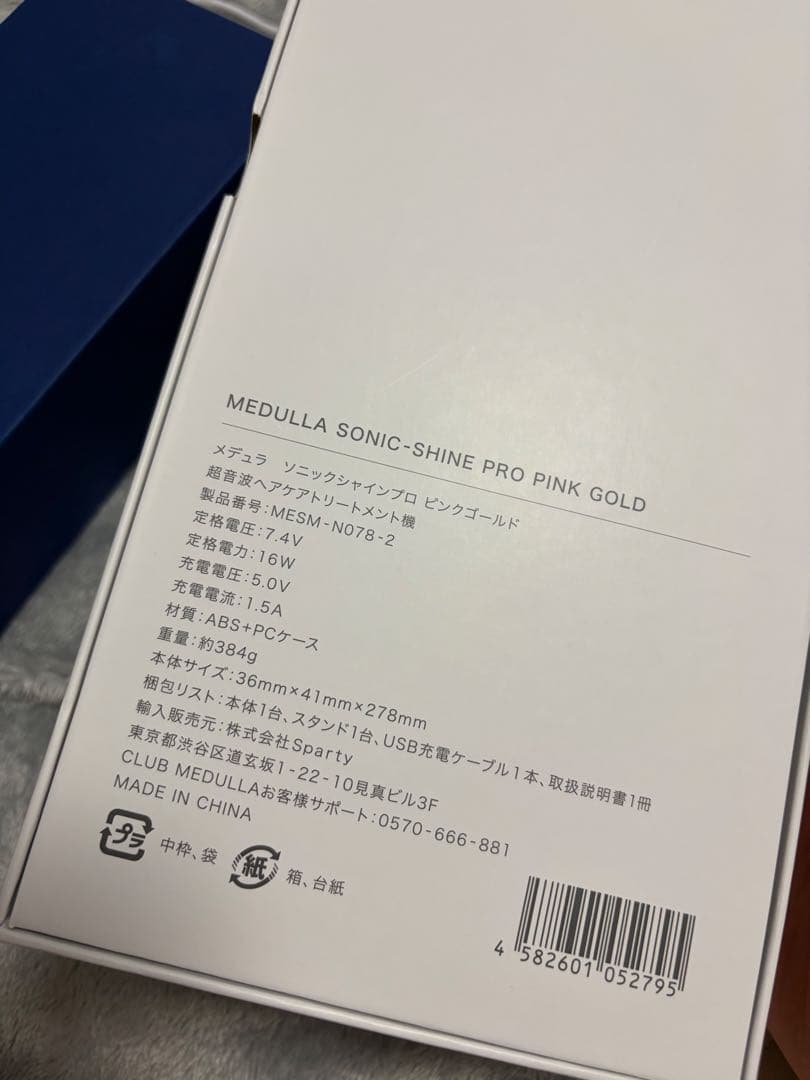 MEDULLA SONIC-SHINE PRO PINK GOLD
メデュラ　ソニックシャインプロ ピンクゴールド
超音波ヘアケアトリートメント機
製品番号：MESM-N078-2
定格電圧：7.4V
定格電力：16W
充電電圧：5.0V
充電電流：1.5A
材質：ABS+PCケース
重量：約384g
本体サイズ：36mm×41mm×278mm
梱包リスト：本体1台、スタンド1台、USB充電ケーブル1本、取扱説明書1冊
輸入販売元：株式会社Sparty
東京都渋谷区道玄坂1-22-10見真ビル3F
CLUB MEDULLAお客様サポート：0570-666-881
MADE IN CHINA
プラ 中枠、袋 紙 箱、台紙
4 582601 052795